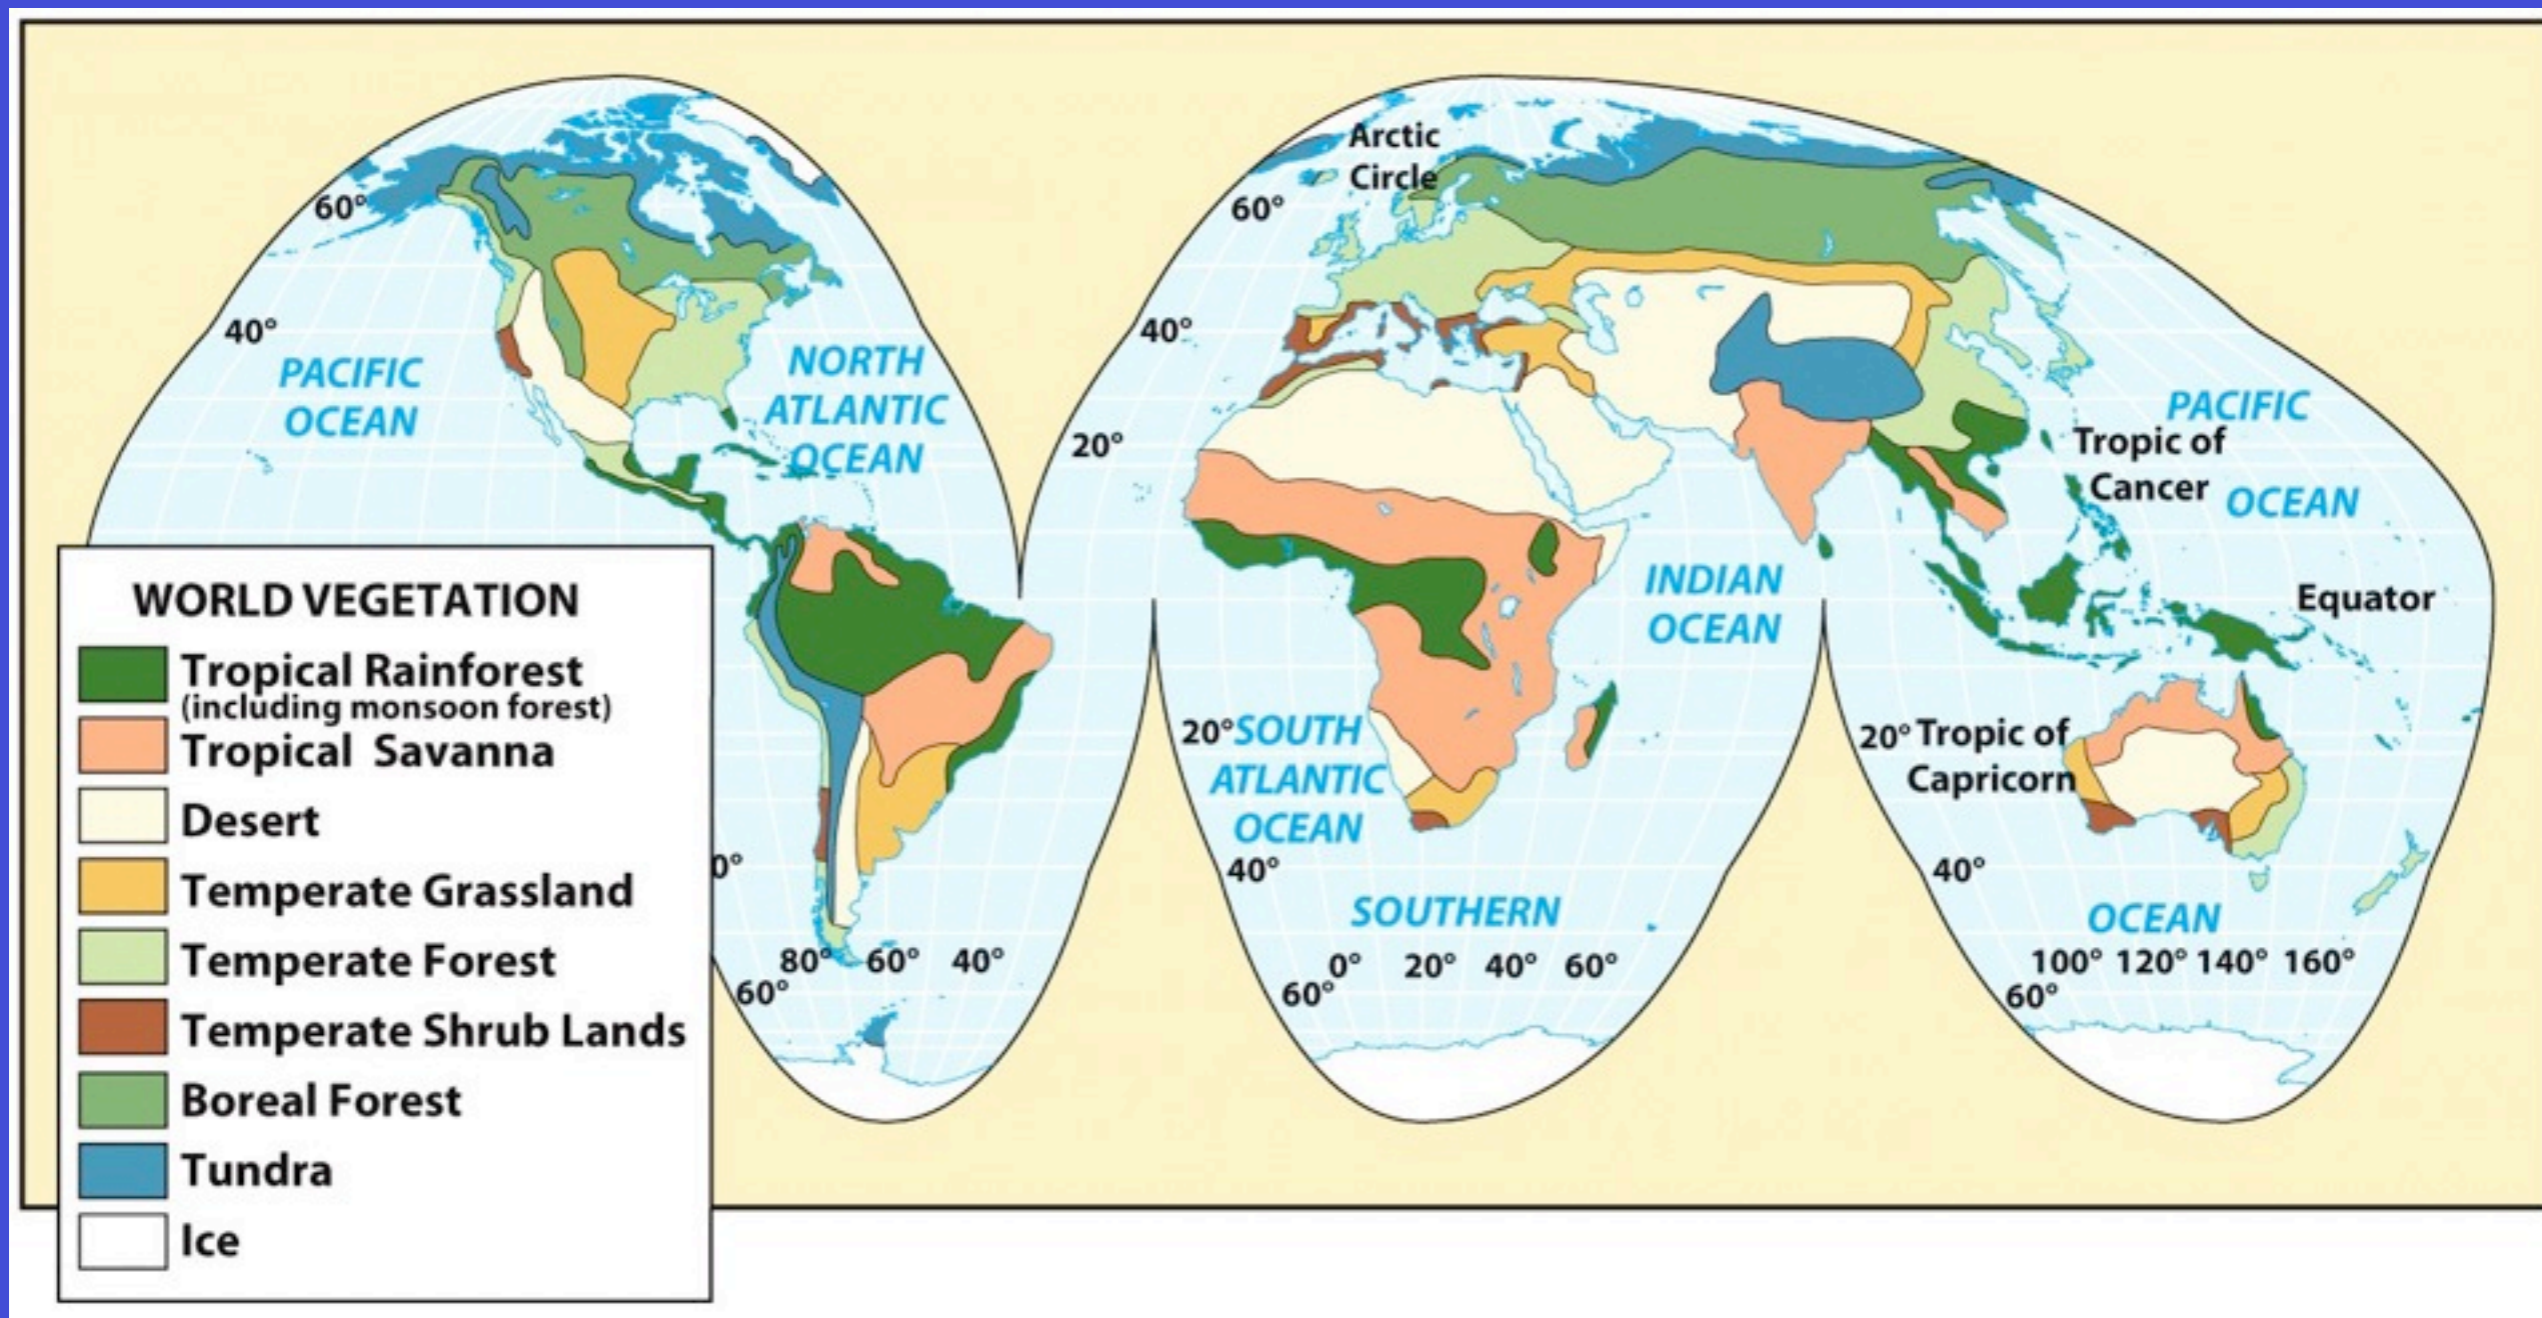 Arctic
Circle
60°
60°
40°
40°
20°
PACIFIC
OCEAN
NORTH
ATLANTIC
OCEAN
PACIFIC
Tropic of
Cancer
OCEAN
INDIAN
OCEAN
Equator
20°
SOUTH
ATLANTIC
OCEAN
20°
Tropic of
Capricorn
0°
40°
40°
SOUTHERN
OCEAN
80° 60° 40°
0° 20° 40° 60°
100° 120° 140° 160°
60°
60°
60°
WORLD VEGETATION
Tropical Rainforest
(including monsoon forest)
Tropical Savanna
Desert
Temperate Grassland
Temperate Forest
Temperate Shrub Lands
Boreal Forest
Tundra
Ice